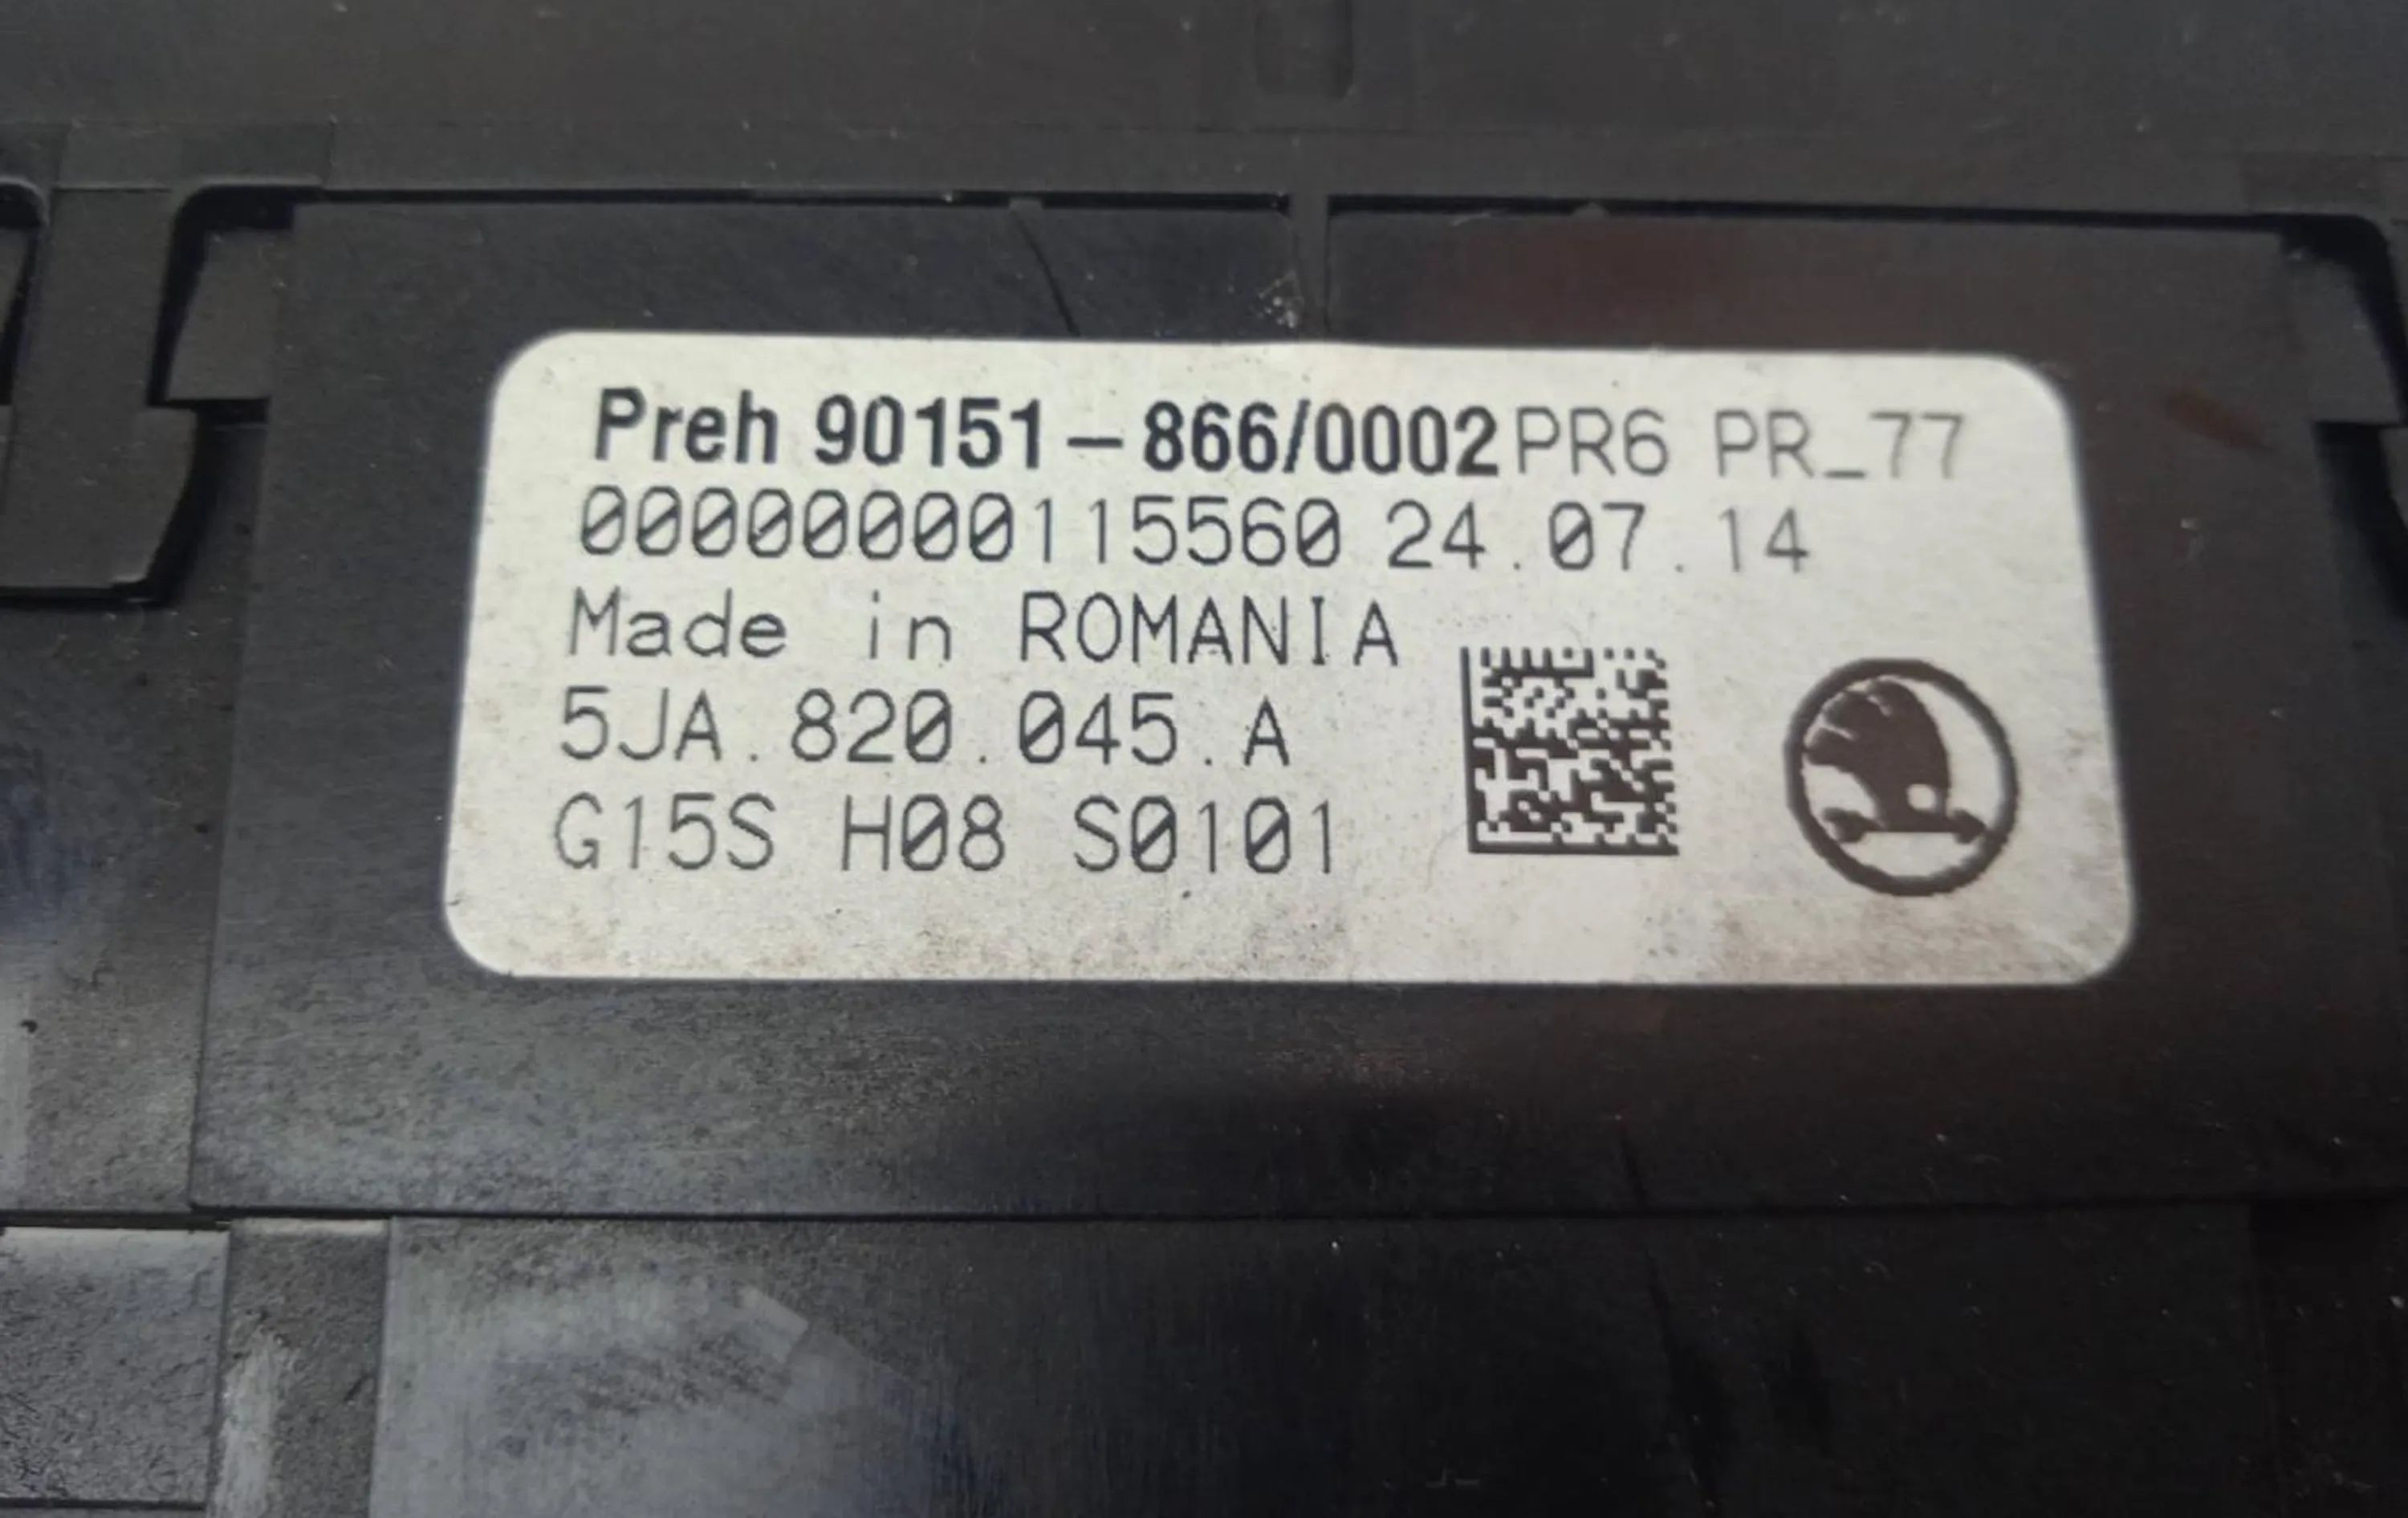 Preh 90151-866/0002 PR6 PR_77
00000000115560 24.07.14
Made in ROMANIA
5JA.820.045.A
G15S H08 S0101